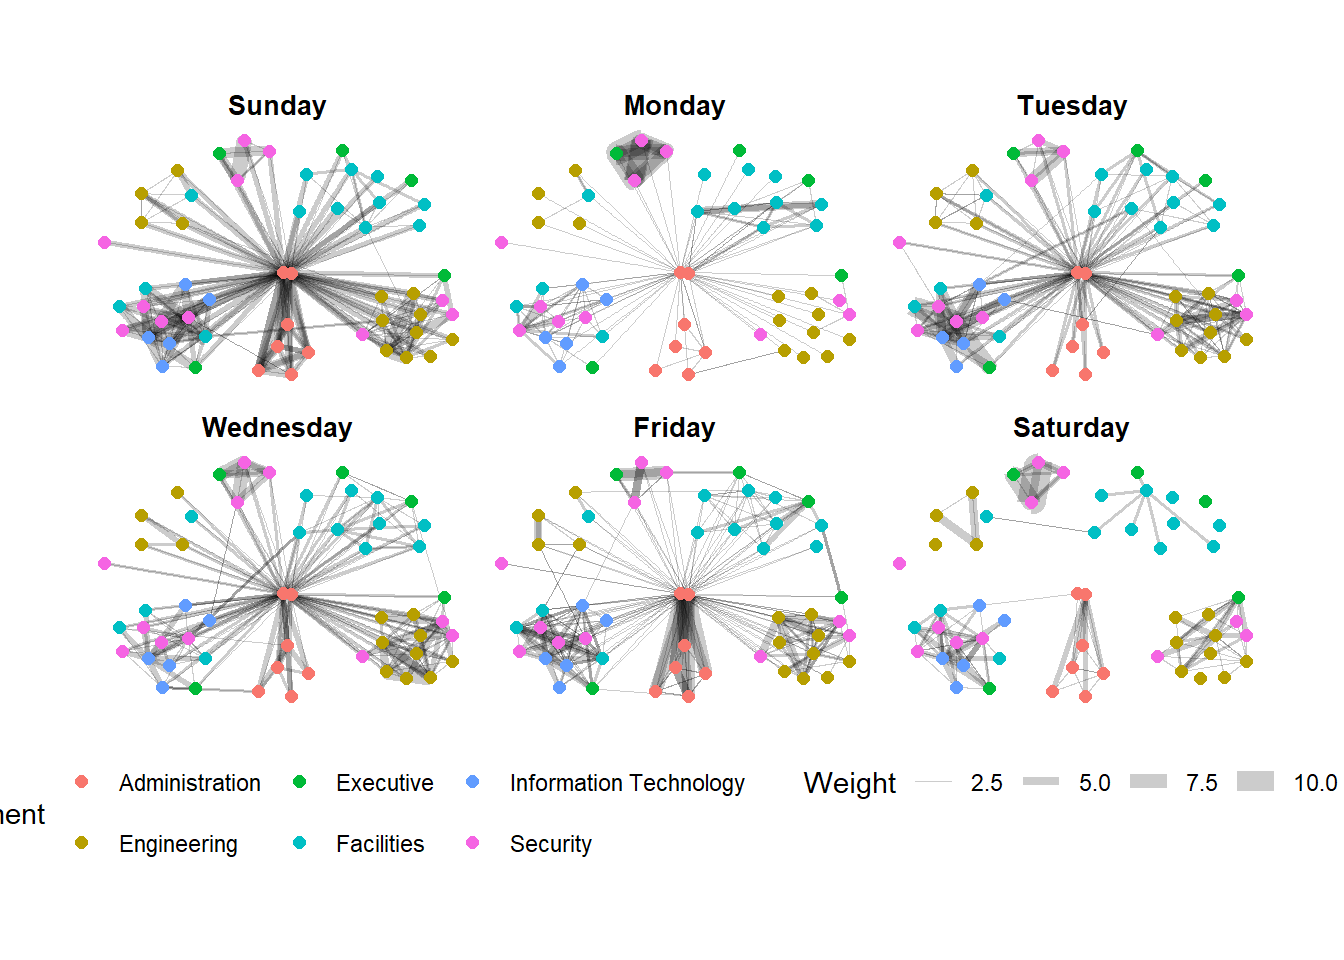 Sunday Monday Tuesday
Wednesday Friday Saturday
Administration Executive Information Technology Weight 2.5 5.0 7.5 10.0
Engineering Facilities Security